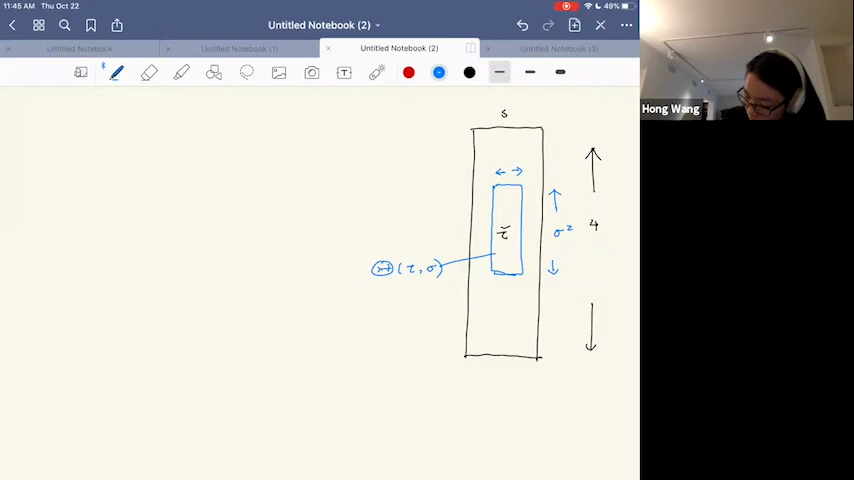 11:45 AM Thu Oct 22
49%
Untitled Notebook (2)
Untitled Notebook
Untitled Notebook (1)
Untitled Notebook (2)
Untitled Notebook (3)
T
Hong Wang
s
σ²
4
Θ(τ,σ)